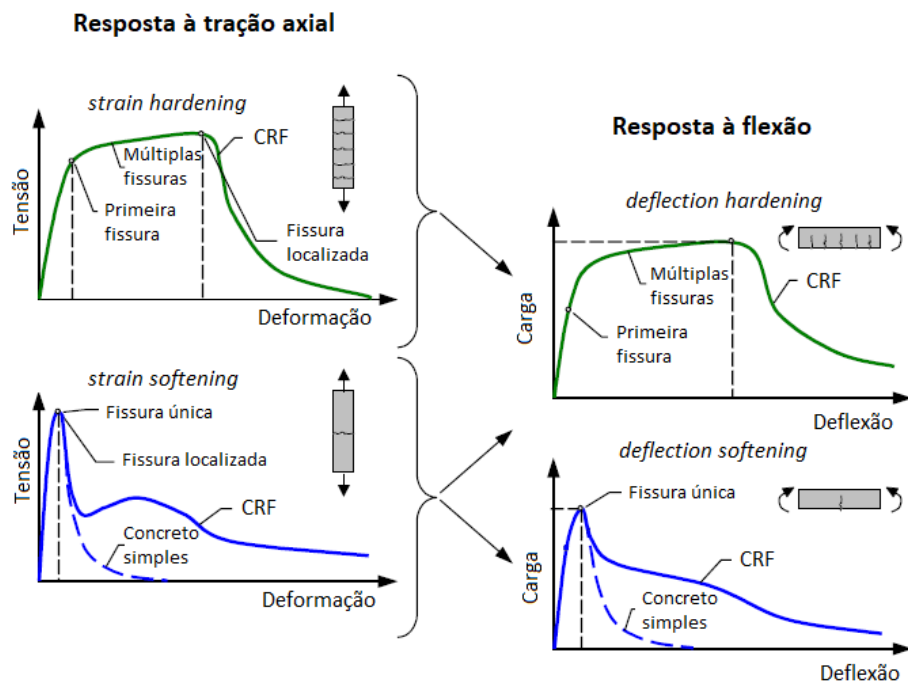 Resposta à tração axial
strain hardening
Tensão
CRF
Múltiplas
fissuras
Primeira
fissura
Fissura
localizada
Deformação
strain softening
Tensão
Fissura única
Fissura localizada
CRF
Concreto
simples
Deformação
Resposta à flexão
deflection hardening
Carga
Múltiplas
fissuras
CRF
Primeira
fissura
Deflexão
deflection softening
Carga
Fissura única
CRF
Concreto
simples
Deflexão